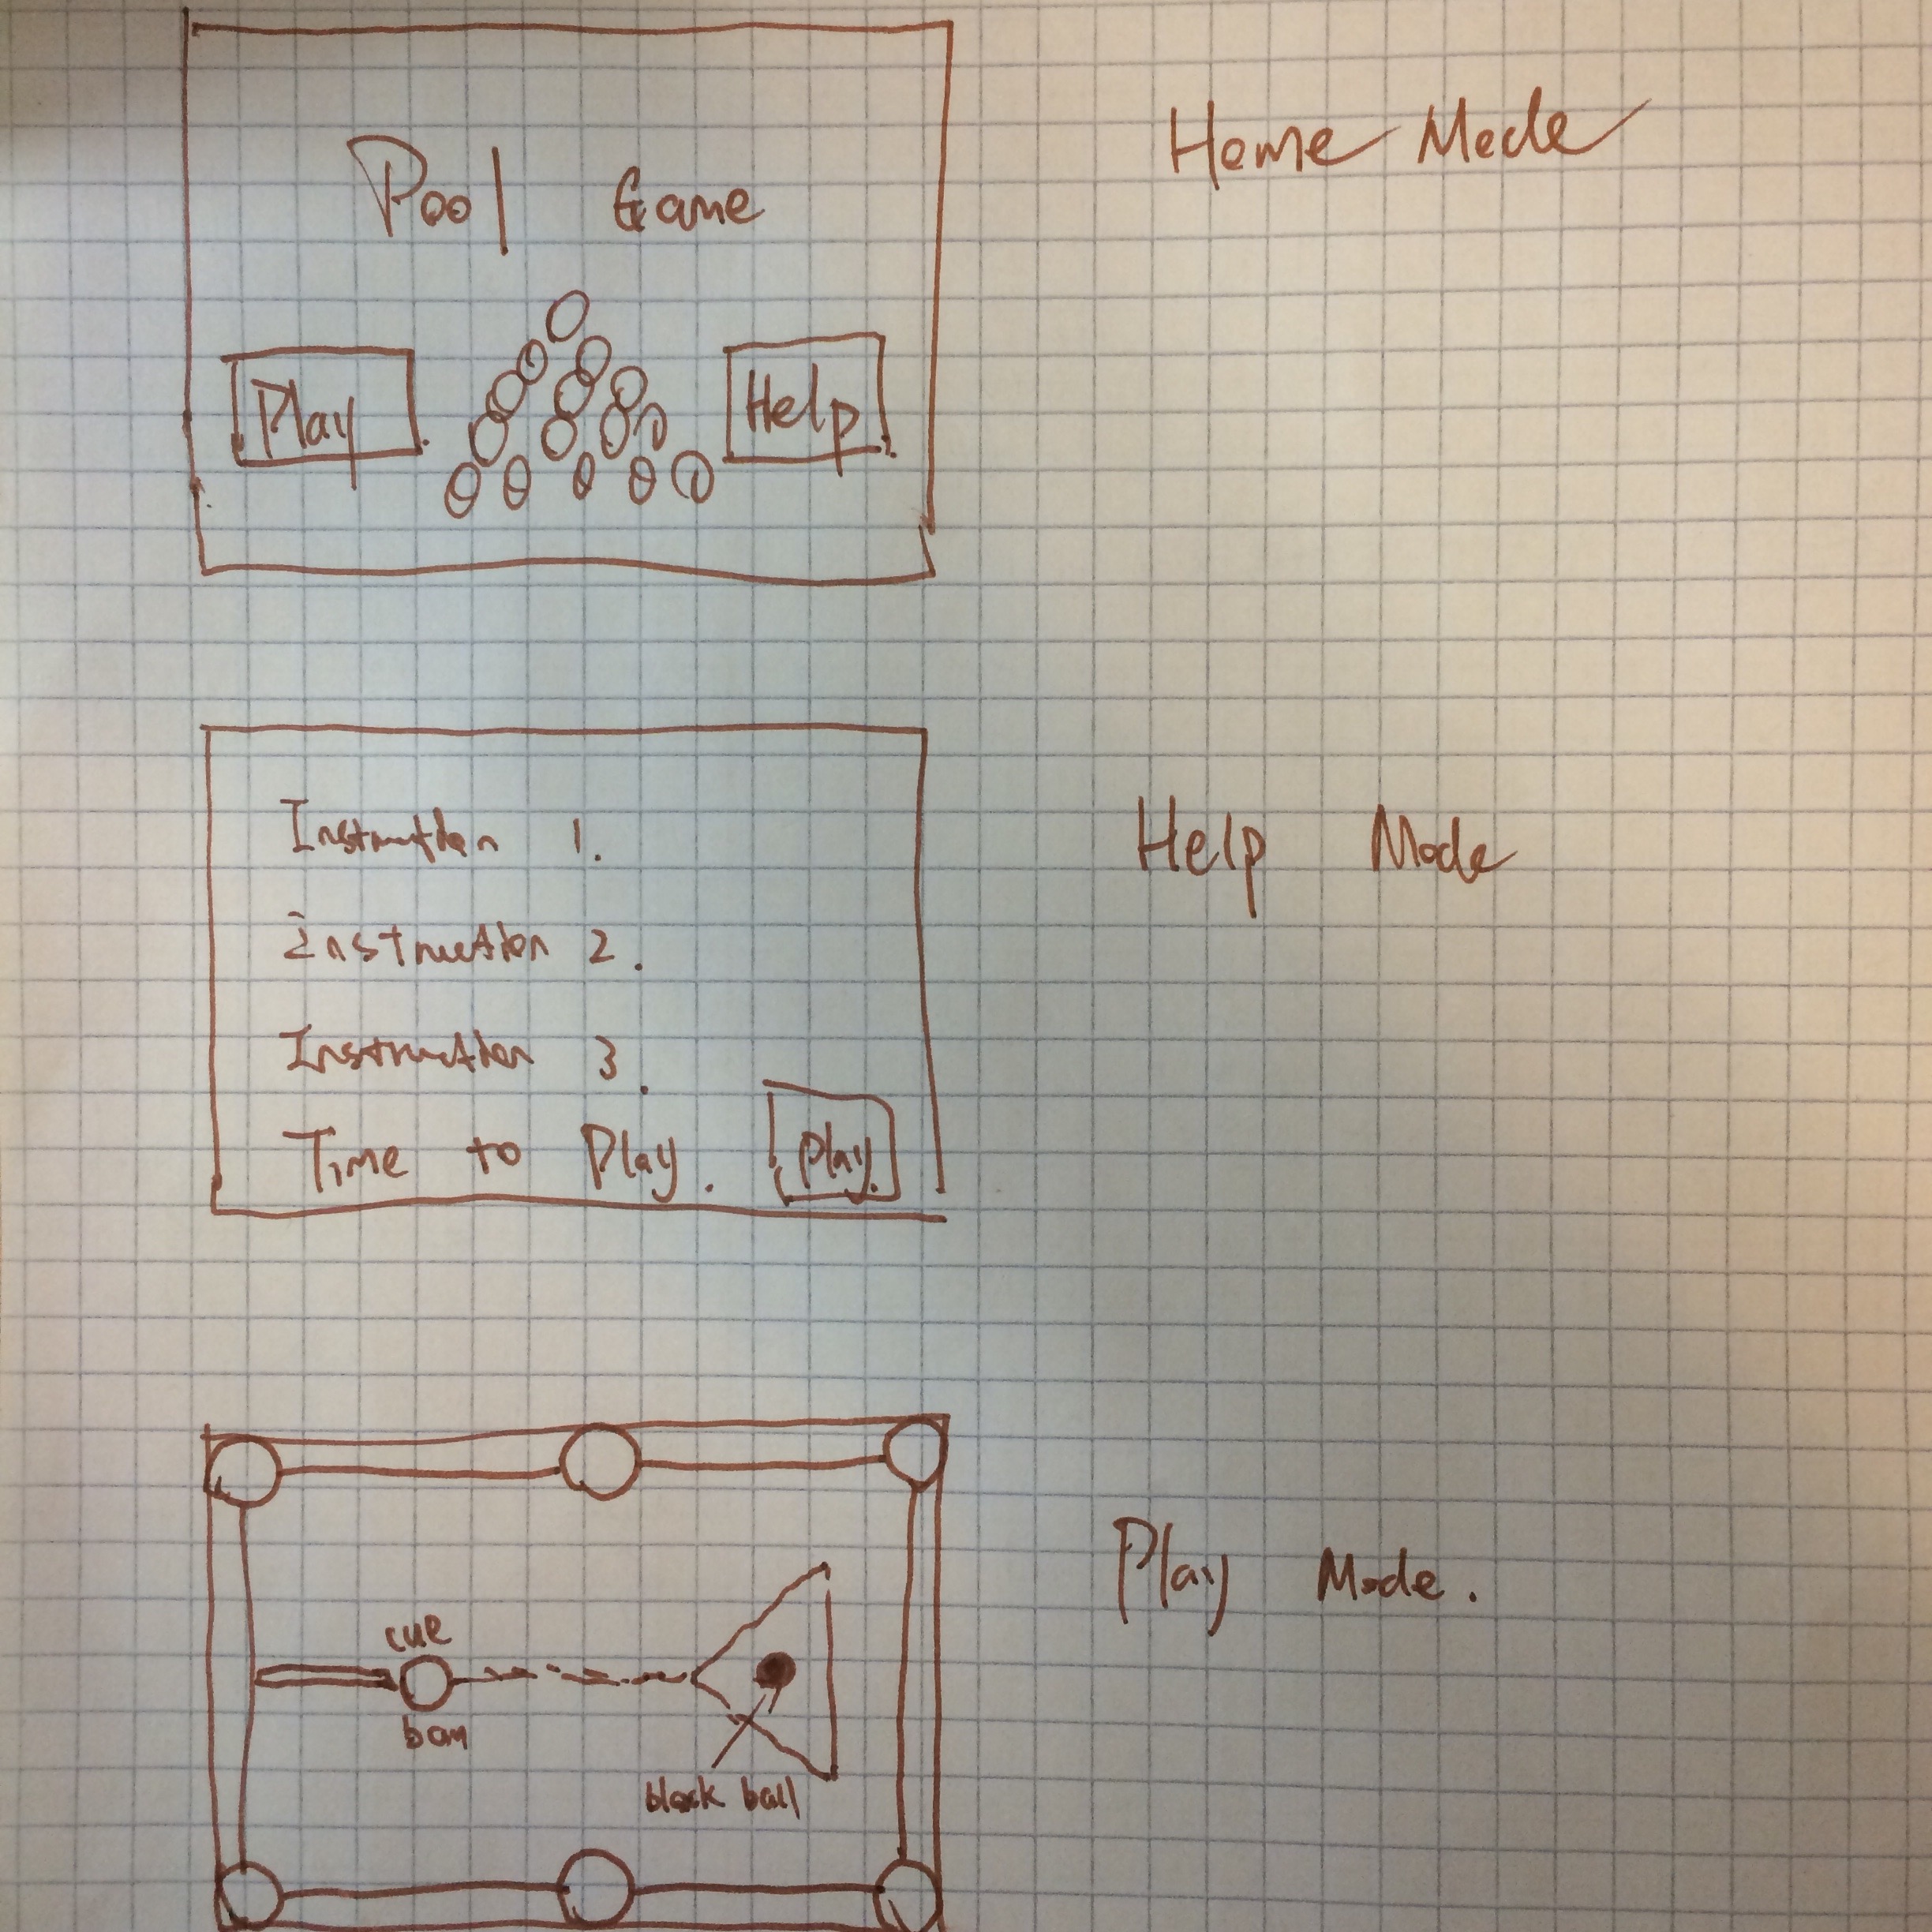 Home Mode
Pool Game
Play
Help
Help Mode
Instruction 1.
instruction 2.
Instruction 3.
Time to Play.
Play.
Play Mode.
cue
ball
black ball